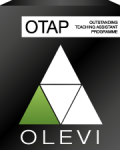 OTAP
OUTSTANDING
TEACHING ASSISTANT
PROGRAMME
OLEVI